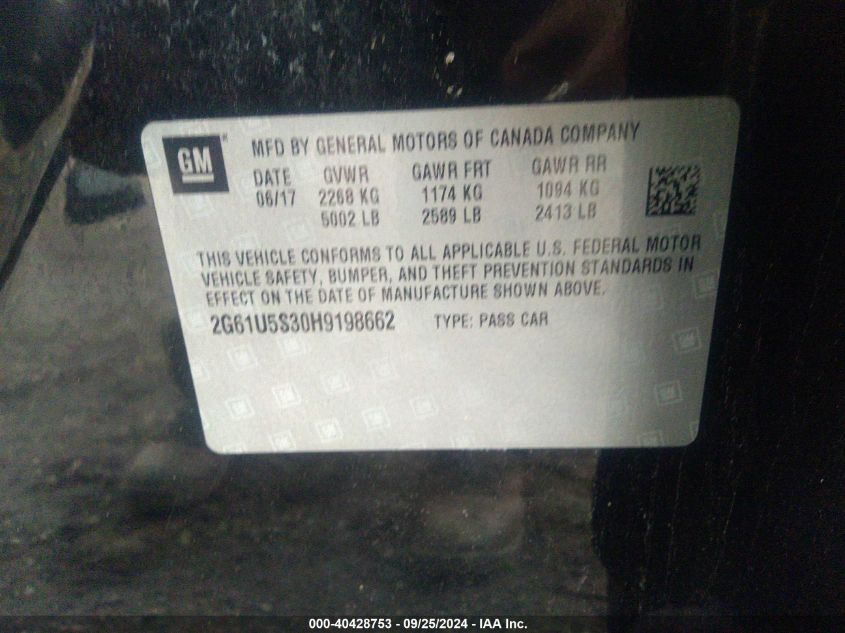 GM
MFD BY GENERAL MOTORS OF CANADA COMPANY
DATE GVWR GAWR FRT GAWR RR
06/17 2268 KG 1174 KG 1094 KG
5002 LB 2589 LB 2413 LB
THIS VEHICLE CONFORMS TO ALL APPLICABLE U.S. FEDERAL MOTOR
VEHICLE SAFETY, BUMPER, AND THEFT PREVENTION STANDARDS IN
EFFECT ON THE DATE OF MANUFACTURE SHOWN ABOVE.
2G61U5S30H9198662 TYPE: PASS CAR
000-40428753 - 09/25/2024 - IAA Inc.